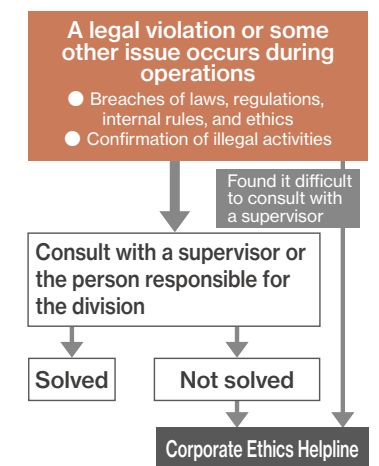 A legal violation or some
other issue occurs during
operations
● Breaches of laws, regulations,
internal rules, and ethics
● Confirmation of illegal activities
Found it difficult
to consult with
a supervisor
Consult with a supervisor or
the person responsible for
the division
Solved
Not solved
Corporate Ethics Helpline